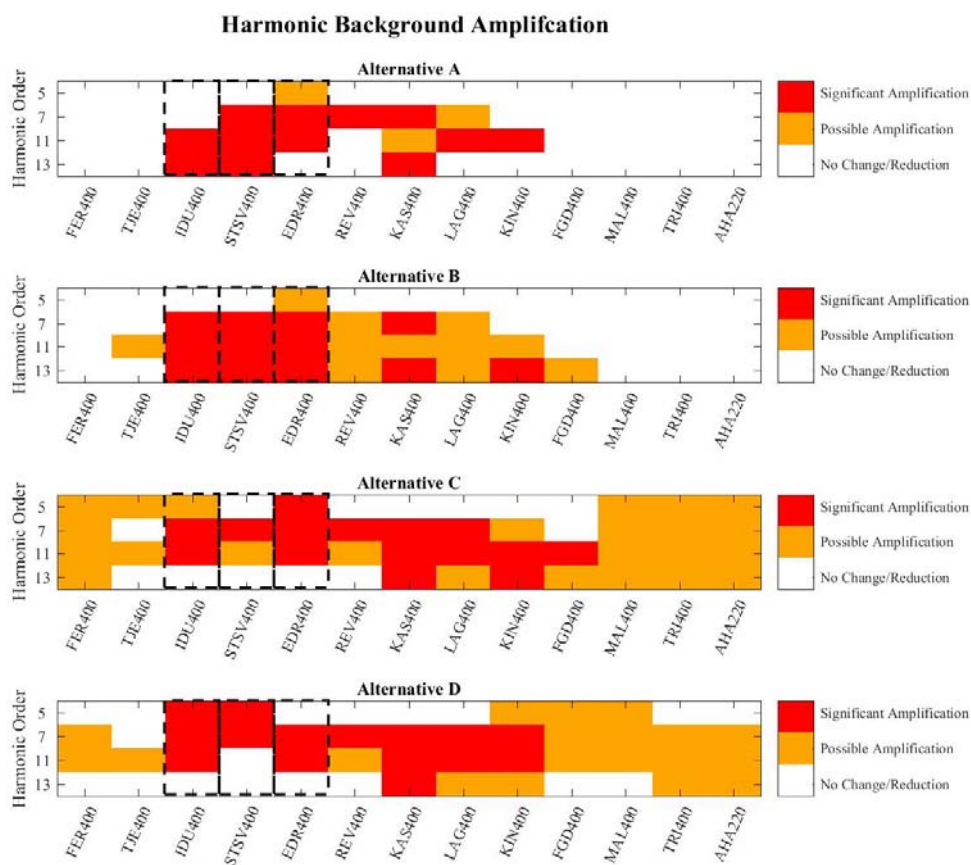 Harmonic Background Amplifcation
Alternative A
Harmonic Order
5
7
11
13
FER400
TJE400
IDU400
STSV400
EDR400
REV400
KAS400
LAG400
KIN400
FGD400
MAL400
TRI400
AHA220
Significant Amplification
Possible Amplification
No Change/Reduction
Alternative B
Harmonic Order
5
7
11
13
FER400
TJE400
IDU400
STSV400
EDR400
REV400
KAS400
LAG400
KIN400
FGD400
MAL400
TRI400
AHA220
Significant Amplification
Possible Amplification
No Change/Reduction
Alternative C
Harmonic Order
5
7
11
13
FER400
TJE400
IDU400
STSV400
EDR400
REV400
KAS400
LAG400
KIN400
FGD400
MAL400
TRI400
AHA220
Significant Amplification
Possible Amplification
No Change/Reduction
Alternative D
Harmonic Order
5
7
11
13
FER400
TJE400
IDU400
STSV400
EDR400
REV400
KAS400
LAG400
KIN400
FGD400
MAL400
TRI400
AHA220
Significant Amplification
Possible Amplification
No Change/Reduction